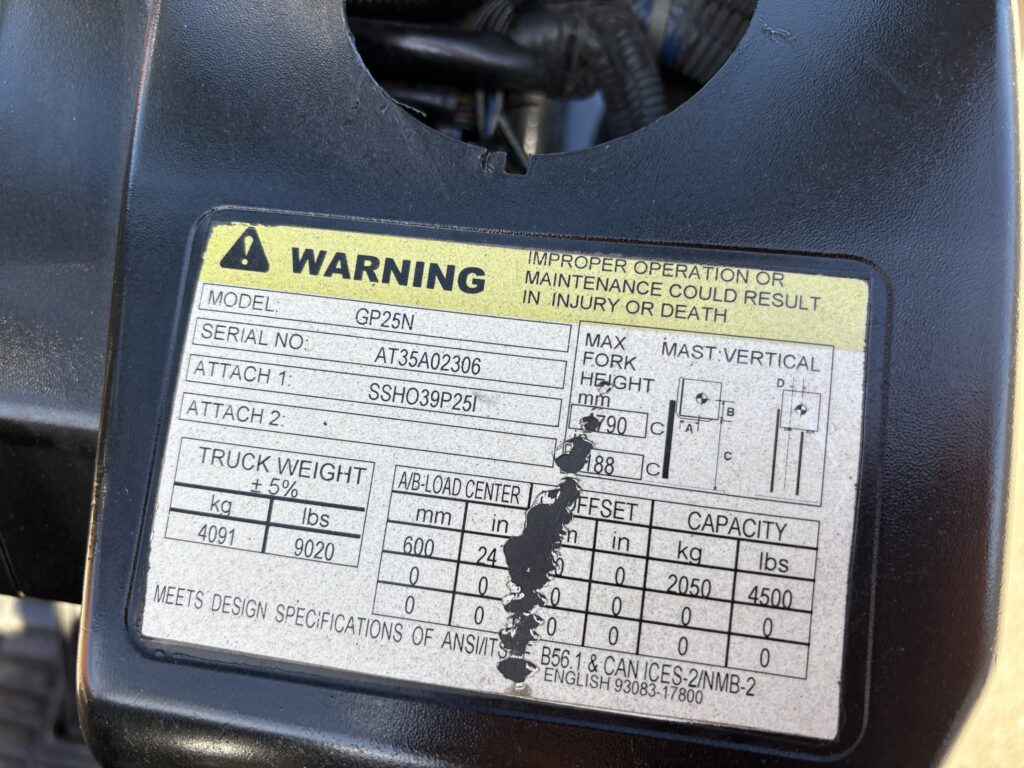 WARNING
IMPROPER OPERATION OR
MAINTENANCE COULD RESULT
IN INJURY OR DEATH
MODEL: GP25N
SERIAL NO: AT35A02306
ATTACH 1: SSHO39P25I
ATTACH 2:
MAX
FORK
HEIGHT
mm
MAST:VERTICAL
790 C
188 C
A
B
C
D
TRUCK WEIGHT
± 5%
kg lbs
4091 9020
A/B-LOAD CENTER FFSET CAPACITY
mm in in kg lbs
600 24 0 0 2050 4500
0 0 0 0 0 0
0 0 0 0 0 0
MEETS DESIGN SPECIFICATIONS OF ANSI/ITS B56.1 & CAN ICES-2/NMB-2
ENGLISH 93083-17800